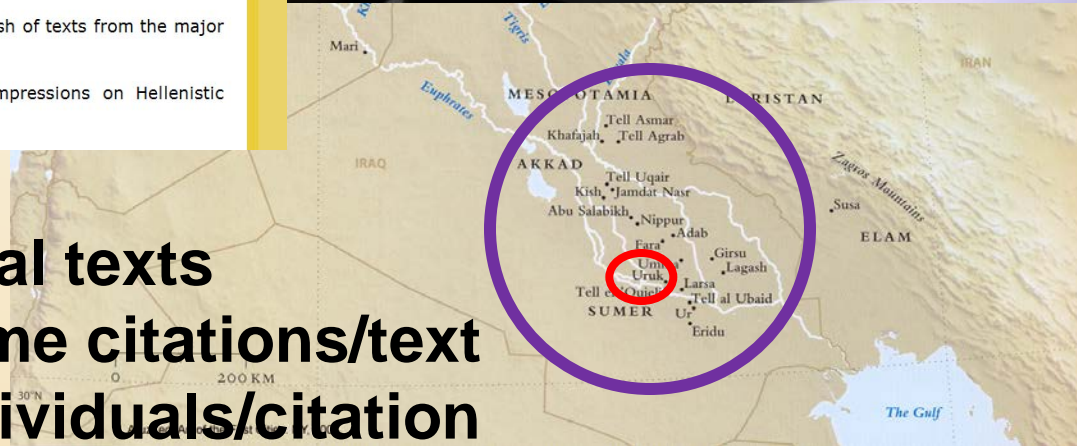 sh of texts from the major
mpressions on Hellenistic
Mari
Tigris
Euphrates
MESOPOTAMIA
IRAN
Tell Asmar
Khafajah
Tell Agrab
IRAQ
AKKAD
Tell Uqair
Kish
Jamdat Nasr
Zagros Mountains
Abu Salabikh
Nippur
Susa
Adab
Fara
ELAM
Girsu
Uruk
Lagash
Larsa
Tell al Ubaid
SUMER
Ur
Eridu
al texts
me citations/text
0
200 KM
30°N
dividuals/citation
The Gulf